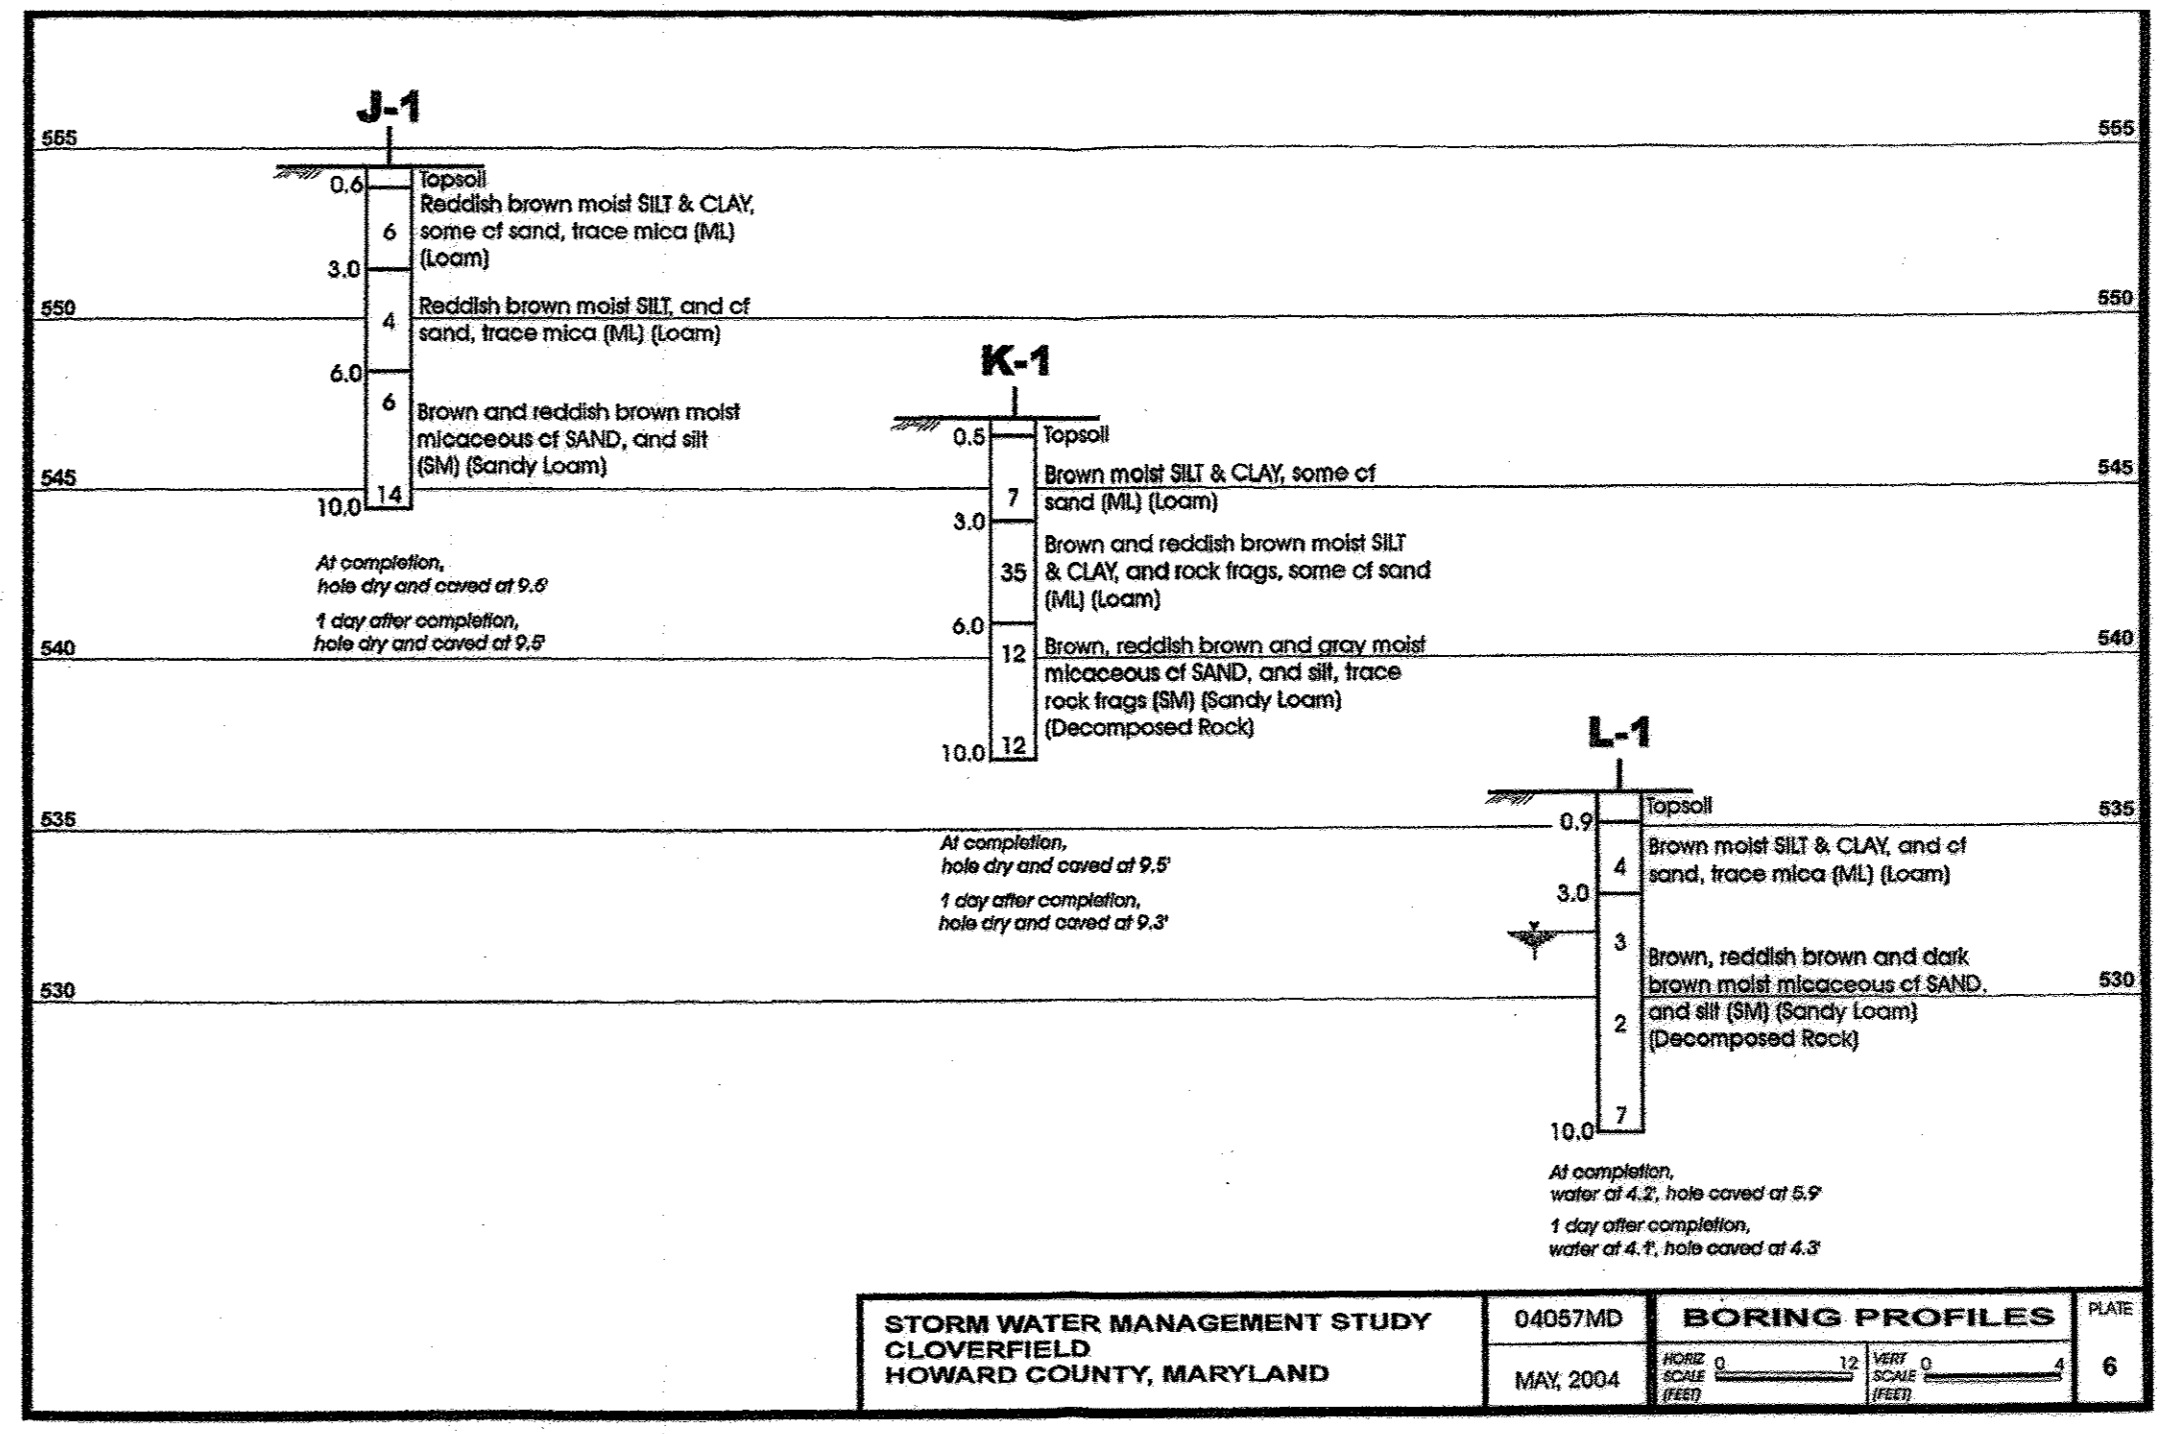 J-1
555
555
0.6
Topsoil
Reddish brown moist SILT & CLAY,
6
some cf sand, trace mica (ML)
(Loam)
3.0
550
550
Reddish brown moist SILT, and cf
4
sand, trace mica (ML) (Loam)
6.0
6
Brown and reddish brown moist
micaceous cf SAND, and silt
(SM) (Sandy Loam)
545
545
14
10.0
At completion,
hole dry and caved at 9.6'
1 day after completion,
hole dry and caved at 9.5'
K-1
0.5
Topsoil
Brown moist SILT & CLAY, some cf
7
sand (ML) (Loam)
3.0
Brown and reddish brown moist SILT
35
& CLAY, and rock frags, some cf sand
(ML) (Loam)
6.0
540
540
12
Brown, reddish brown and gray moist
micaceous cf SAND, and silt, trace
rock frags (SM) (Sandy Loam)
(Decomposed Rock)
10.0
12
At completion,
hole dry and caved at 9.5'
1 day after completion,
hole dry and caved at 9.3'
L-1
535
535
0.9
Topsoil
Brown moist SILT & CLAY, and cf
4
sand, trace mica (ML) (Loam)
3.0
3
Brown, reddish brown and dark
brown moist micaceous cf SAND,
530
530
and silt (SM) (Sandy Loam)
2
(Decomposed Rock)
7
10.0
At completion,
water at 4.2', hole caved at 5.9'
1 day after completion,
water at 4.1', hole caved at 4.3'
STORM WATER MANAGEMENT STUDY
CLOVERFIELD
HOWARD COUNTY, MARYLAND
04057MD
MAY, 2004
BORING PROFILES
HORIZ
SCALE
(FEET)
0
12
VERT
SCALE
(FEET)
0
4
PLATE
6